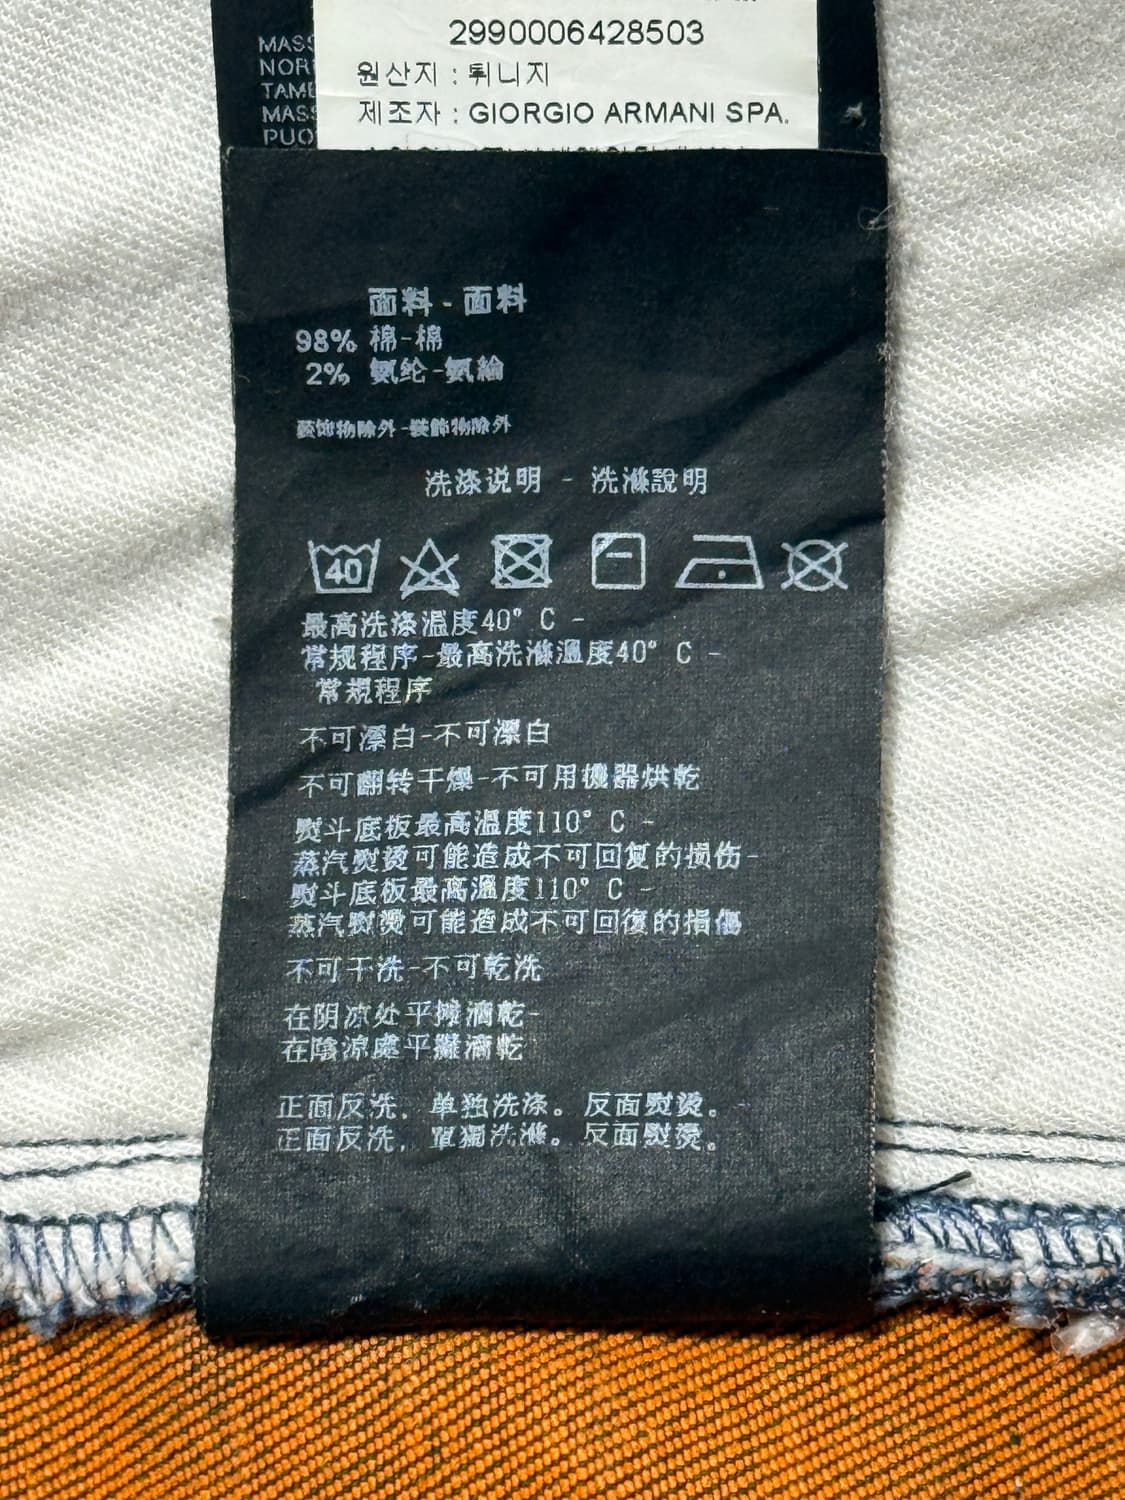 2990006428503
원산지 : 튀니지
제조자 : GIORGIO ARMANI SPA.
MASS
NOR
TAMB
MASS
PUO
面料-面料
98% 棉-棉
2% 氨纶-氨綸
装饰物除外-裝飾物除外
洗涤说明 - 洗滌說明
40
最高洗涤温度40° C -
常规程序-最高洗滌溫度40° C -
常規程序
不可漂白-不可漂白
不可翻转干燥-不可用機器烘乾
熨斗底板最高温度110° C -
蒸汽熨烫可能造成不可回复的损伤-
熨斗底板最高溫度110° C -
蒸汽熨燙可能造成不可回復的損傷
不可干洗-不可乾洗
在阴凉处平摊滴乾-
在陰涼處平攤滴乾
正面反洗. 单独洗涤。反面熨烫。-
正面反洗. 單獨洗滌。反面熨燙。